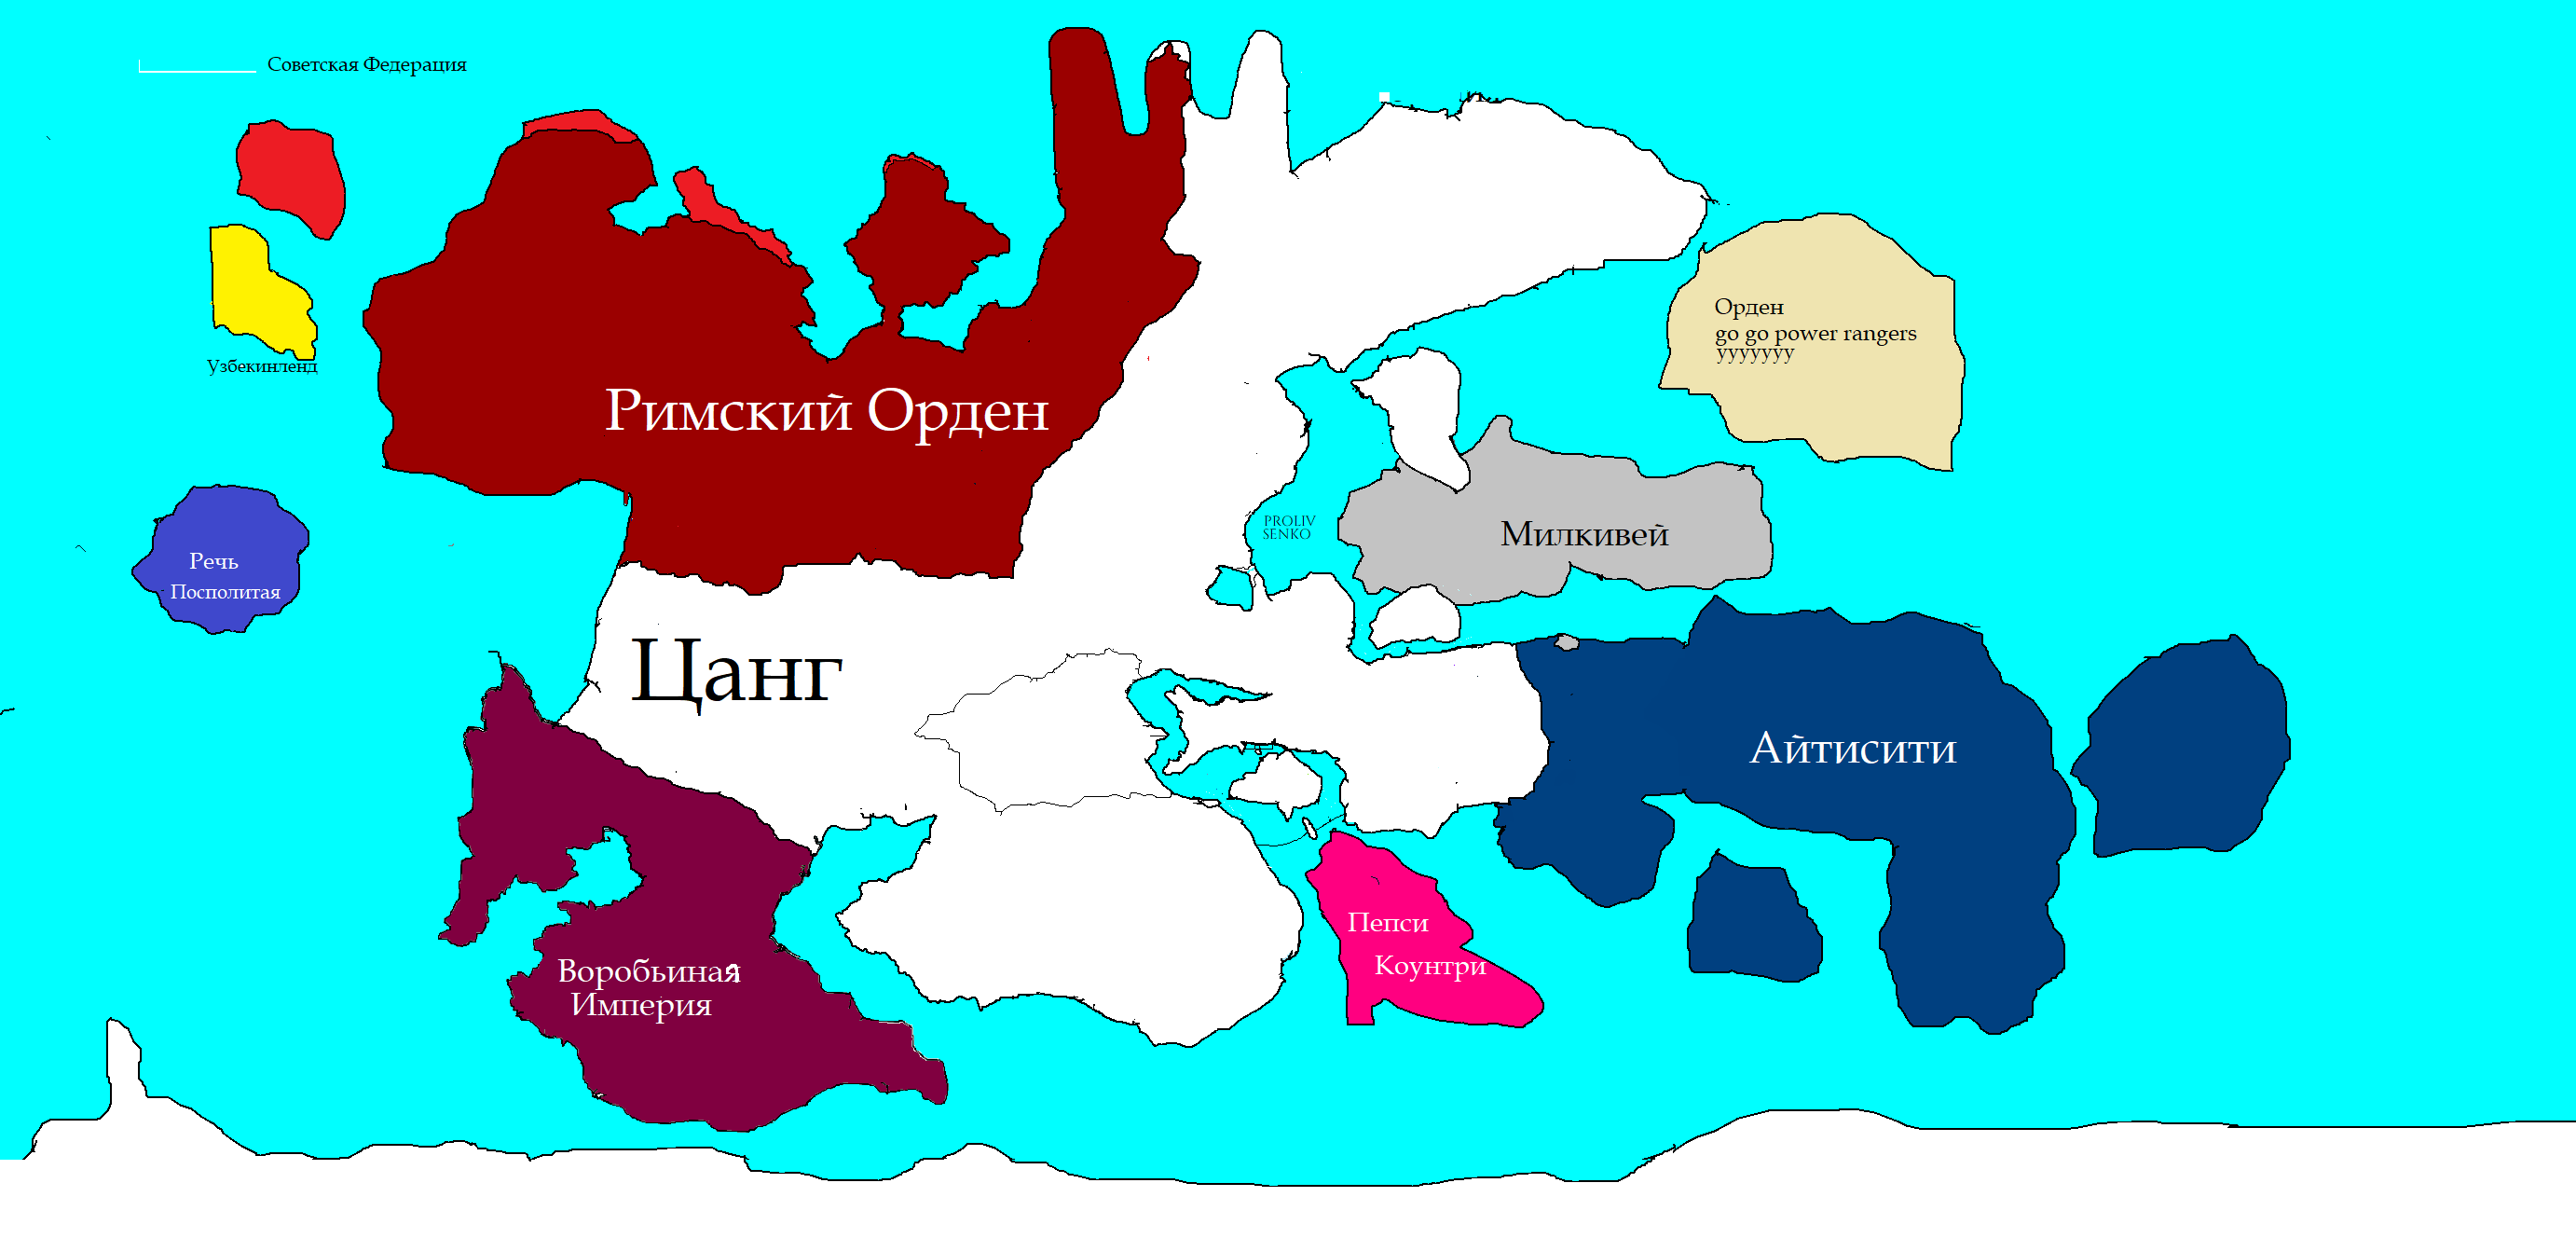 Советская Федерация
Орден
go go power rangers
yyyyyyy
Узбекинленд
Римский Орден
PROLIV
SENKO
Милкивей
Речь
Посполитая
Цанг
Айтисити
Пепси
Коунтри
Воробьиная
Империя